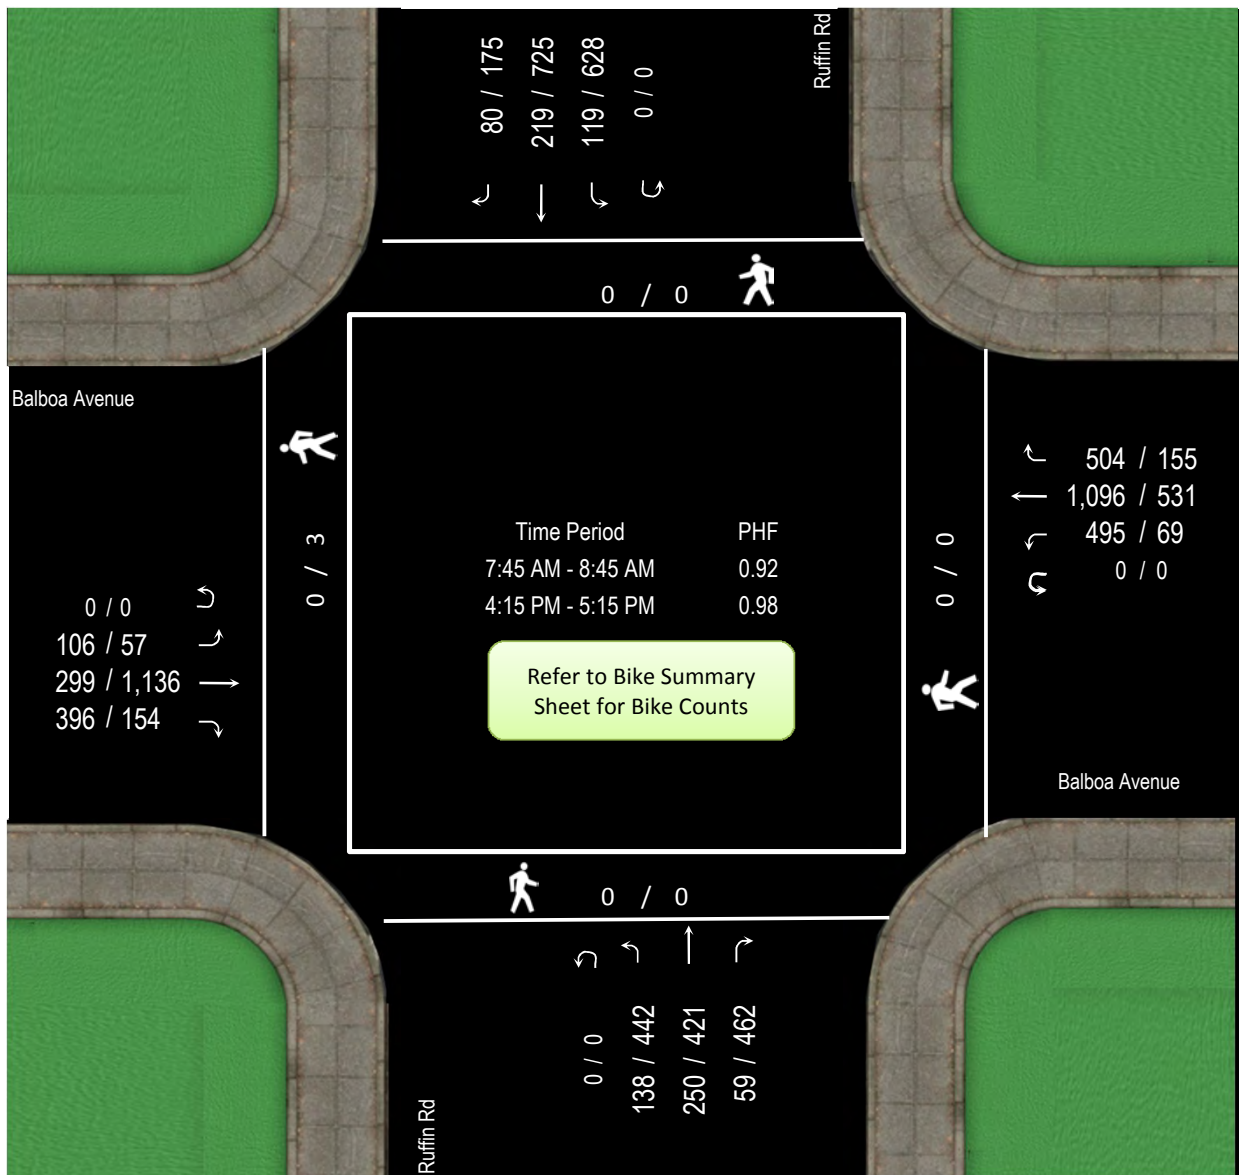 Ruffin Rd
80 / 175
219 / 725
119 / 628
0 / 0
0 / 0
Balboa Avenue
504 / 155
1,096 / 531
495 / 69
0 / 0
0 / 3
0 / 0
Time Period PHF
7:45 AM - 8:45 AM 0.92
4:15 PM - 5:15 PM 0.98
0 / 0
106 / 57
299 / 1,136
396 / 154
Refer to Bike Summary
Sheet for Bike Counts
Balboa Avenue
0 / 0
0 / 0
138 / 442
250 / 421
59 / 462
Ruffin Rd